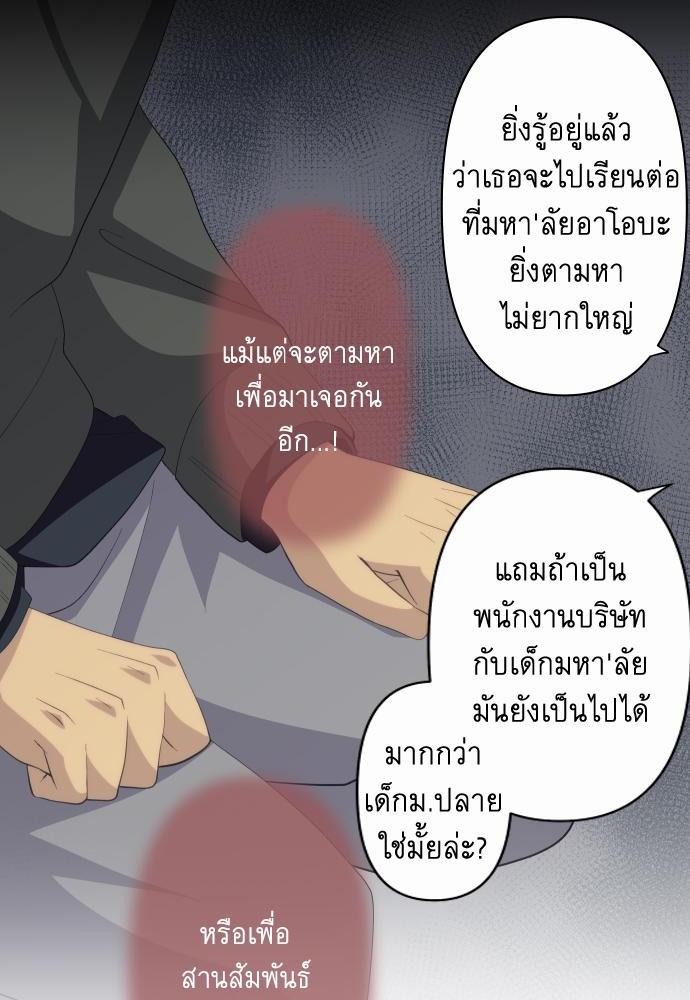 ยิ่งรู้อยู่แล้ว
ว่าเธอจะไปเรียนต่อ
ที่มหา'ลัยอาโอบะ
ยิ่งตามหา
ไม่ยากใหญ่
แม้แต่จะตามหา
เพื่อมาเจอกัน
อีก...!
แถมถ้าเป็น
พนักงานบริษัท
กับเด็กมหา'ลัย
มันยังเป็นไปได้
มากกว่า
เด็กม.ปลาย
ใช่มั้ยล่ะ?
หรือเพื่อ
สานสัมพันธ์